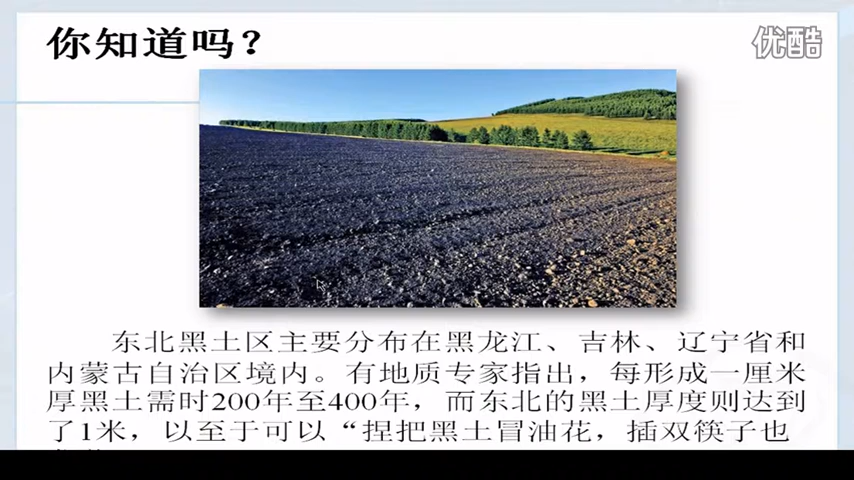 你知道吗？
优酷
东北黑土区主要分布在黑龙江、吉林、辽宁省和
内蒙古自治区境内。有地质专家指出，每形成一厘米
厚黑土需时200年至400年，而东北的黑土厚度则达到
了1米，以至于可以“捏把黑土冒油花，插双筷子也